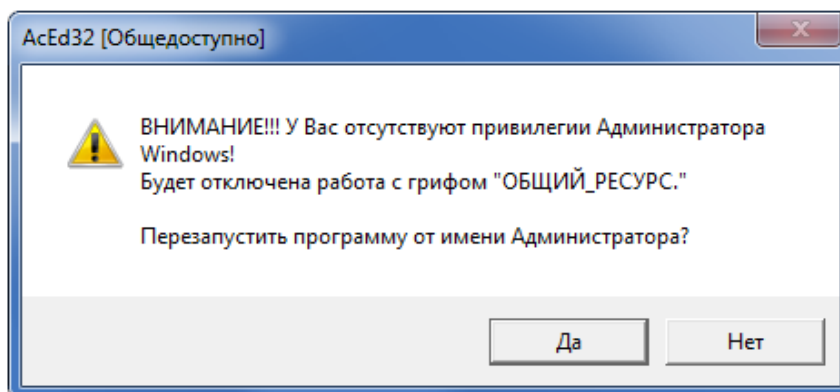 AcEd32 [Общедоступно]
ВНИМАНИЕ!!! У Вас отсутствуют привилегии Администратора
Windows!
Будет отключена работа с грифом "ОБЩИЙ_РЕСУРС."
Перезапустить программу от имени Администратора?
Да
Нет